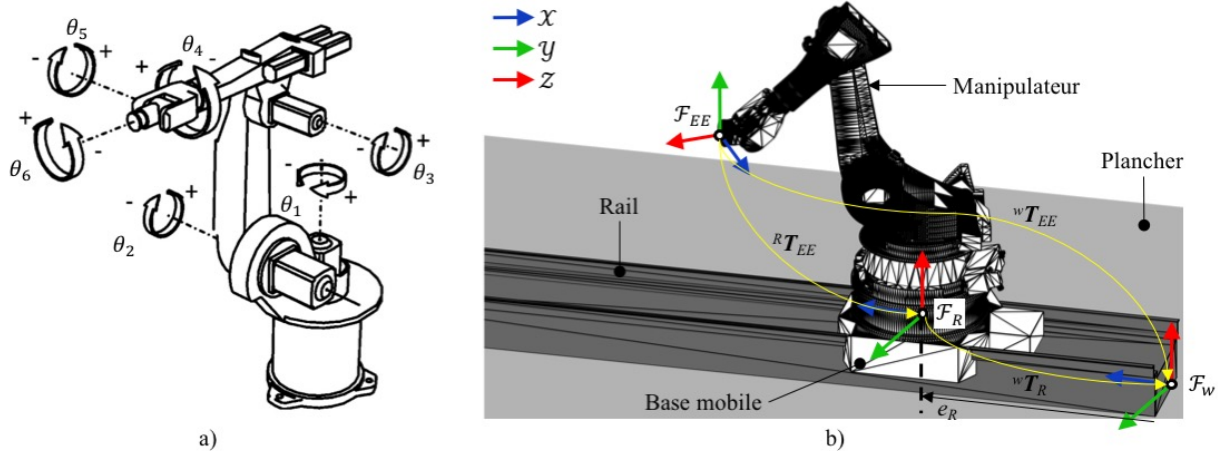 θ₅
+
-
θ₄
+
-
θ₆
+
-
θ₃
+
-
θ₁
-
+
θ₂
-
+
a)
𝒳
𝒴
𝒵
Manipulateur
ℱ_EE
Plancher
Rail
ʷT_EE
ᴿT_EE
ℱ_R
ʷT_R
ℱ_w
Base mobile
e_R
b)